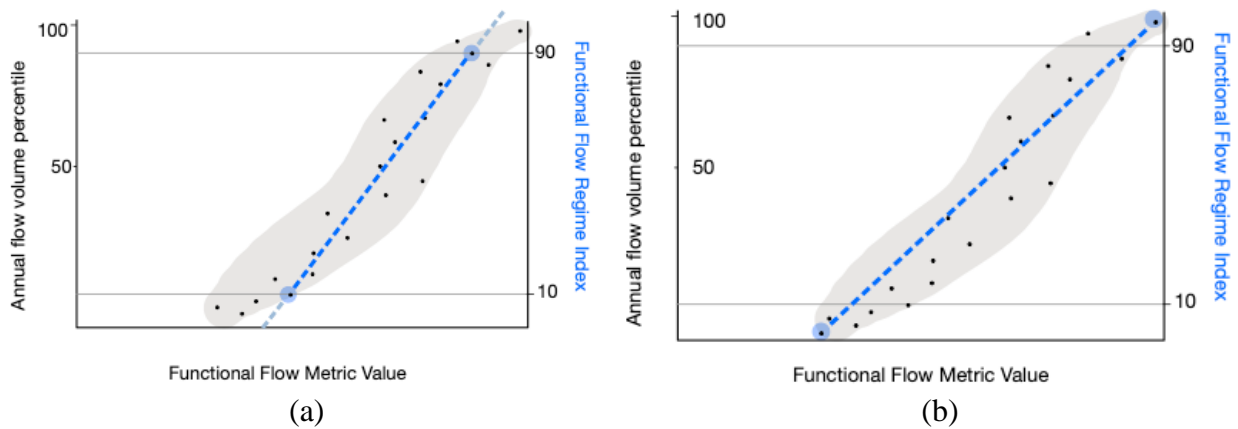 100
90
50
10
Annual flow volume percentile
Functional Flow Regime Index
Functional Flow Metric Value
(a)
100
90
50
10
Annual flow volume percentile
Functional Flow Regime Index
Functional Flow Metric Value
(b)